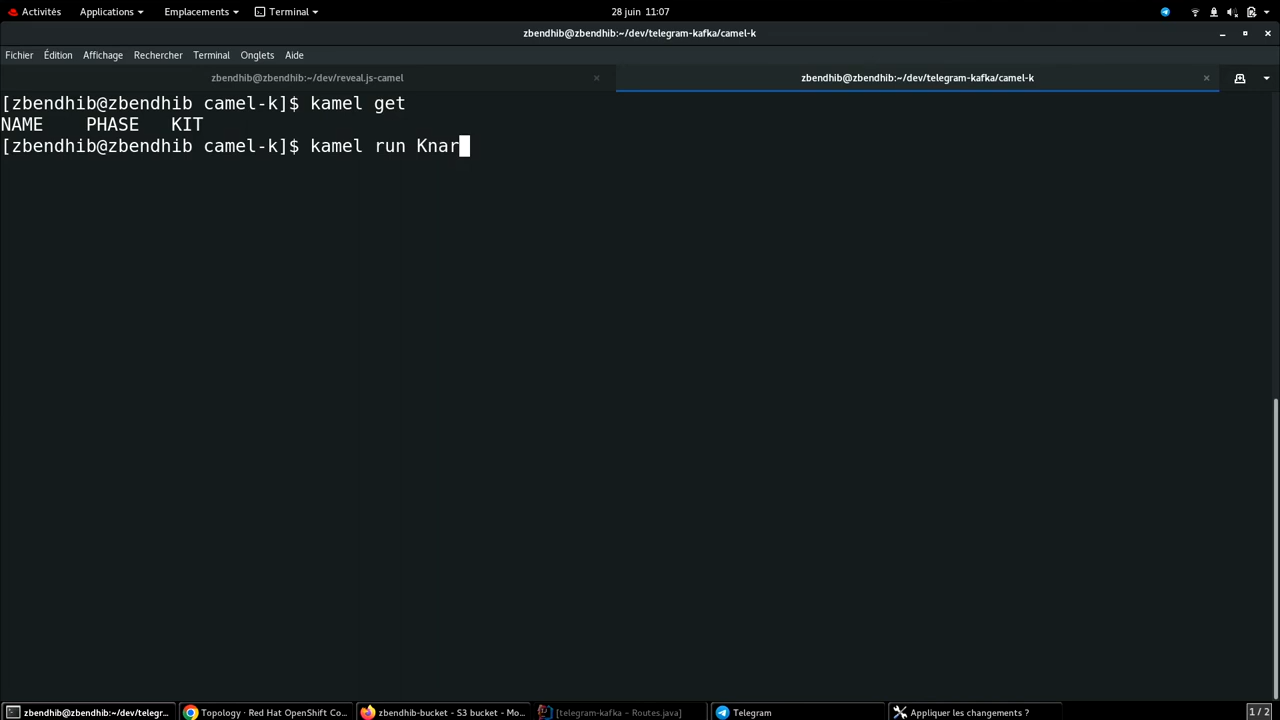 Activités Applications Emplacements Terminal 28 juin 11:07
zbendhib@zbendhib:~/dev/telegram-kafka/camel-k
Fichier Édition Affichage Rechercher Terminal Onglets Aide
zbendhib@zbendhib:~/dev/reveal.js-camel zbendhib@zbendhib:~/dev/telegram-kafka/camel-k
[zbendhib@zbendhib camel-k]$ kamel get
NAME PHASE KIT
[zbendhib@zbendhib camel-k]$ kamel run Knar
zbendhib@zbendhib:~/dev/telegr... Topology · Red Hat OpenShift Co... zbendhib-bucket - S3 bucket - Mo... [telegram-kafka – Routes.java] Telegram Appliquer les changements ? 1 / 2